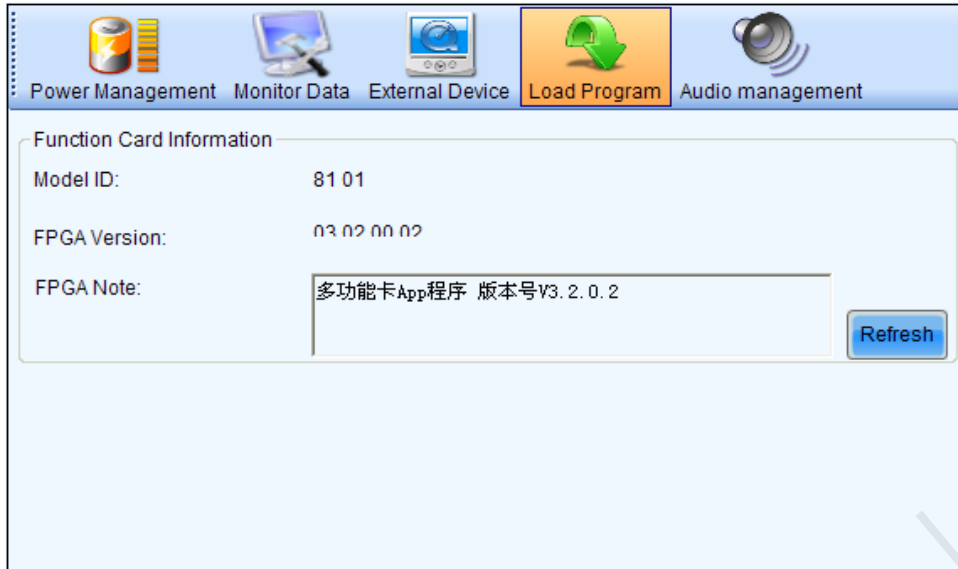 Power Management Monitor Data External Device Load Program Audio management
Function Card Information
Model ID: 81 01
FPGA Version: 03 02 00 02
FPGA Note: 多功能卡App程序 版本号V3.2.0.2
Refresh